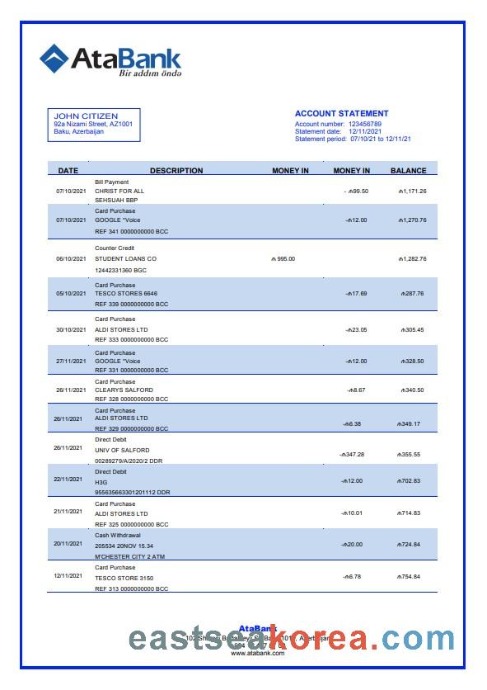 AtaBank
Bir addım öndə
JOHN CITIZEN
92a Nizami Street, AZ1001
Baku, Azerbaijan
ACCOUNT STATEMENT
Account number: 123456789
Statement date: 12/11/2021
Statement period: 07/10/21 to 12/11/21
DATE DESCRIPTION MONEY IN MONEY IN BALANCE
Bill Payment
07/10/2021 CHRIST FOR ALL - ₼99.50 ₼1,171.26
SEHSUAH BBP
Card Purchase
07/10/2021 GOOGLE "Voice -₼12.00 ₼1,270.76
REF 341 0000000000 BCC
Counter Credit
06/10/2021 STUDENT LOANS CO ₼ 995.00 ₼1,282.76
12442331360 BGC
Card Purchase
05/10/2021 TESCO STORES 6646 -₼17.69 ₼287.76
REF 339 0000000000 BCC
Card Purchase
30/10/2021 ALDI STORES LTD -₼23.05 ₼305.45
REF 333 0000000000 BCC
Card Purchase
27/11/2021 GOOGLE "Voice -₼12.00 ₼328.50
REF 331 0000000000 BCC
Card Purchase
26/11/2021 CLEARYS SALFORD -₼8.67 ₼340.50
REF 328 0000000000 BCC
Card Purchase
26/11/2021 ALDI STORES LTD -₼6.38 ₼349.17
REF 329 0000000000 BCC
Direct Debit
26/11/2021 UNIV OF SALFORD -₼347.28 ₼355.55
00289279/A/2020/2 DDR
Direct Debit
22/11/2021 H3G -₼12.00 ₼702.83
955635663301201112 DDR
Card Purchase
21/11/2021 ALDI STORES LTD -₼10.01 ₼714.83
REF 325 0000000000 BCC
Cash Withdrawal
20/11/2021 205534 20NOV 15.34 -₼20.00 ₼724.84
M'CHESTER CITY 2 ATM
Card Purchase
12/11/2021 TESCO STORE 3150 -₼6.78 ₼754.84
REF 313 0000000000 BCC
AtaBank
eastseakorea.com
www.atabank.com